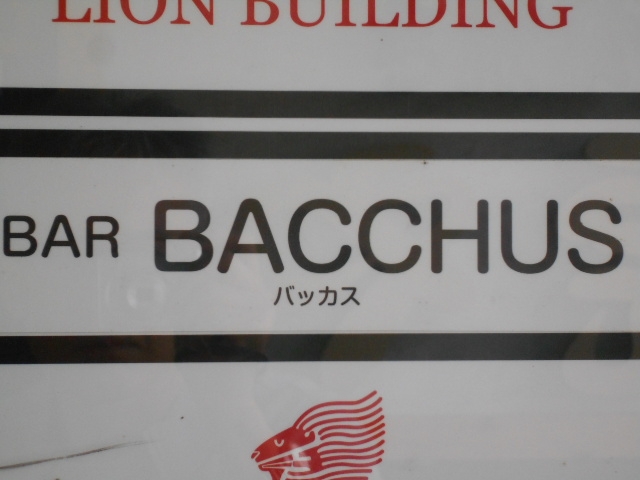 LION BUILDING
BAR BACCHUS
バッカス